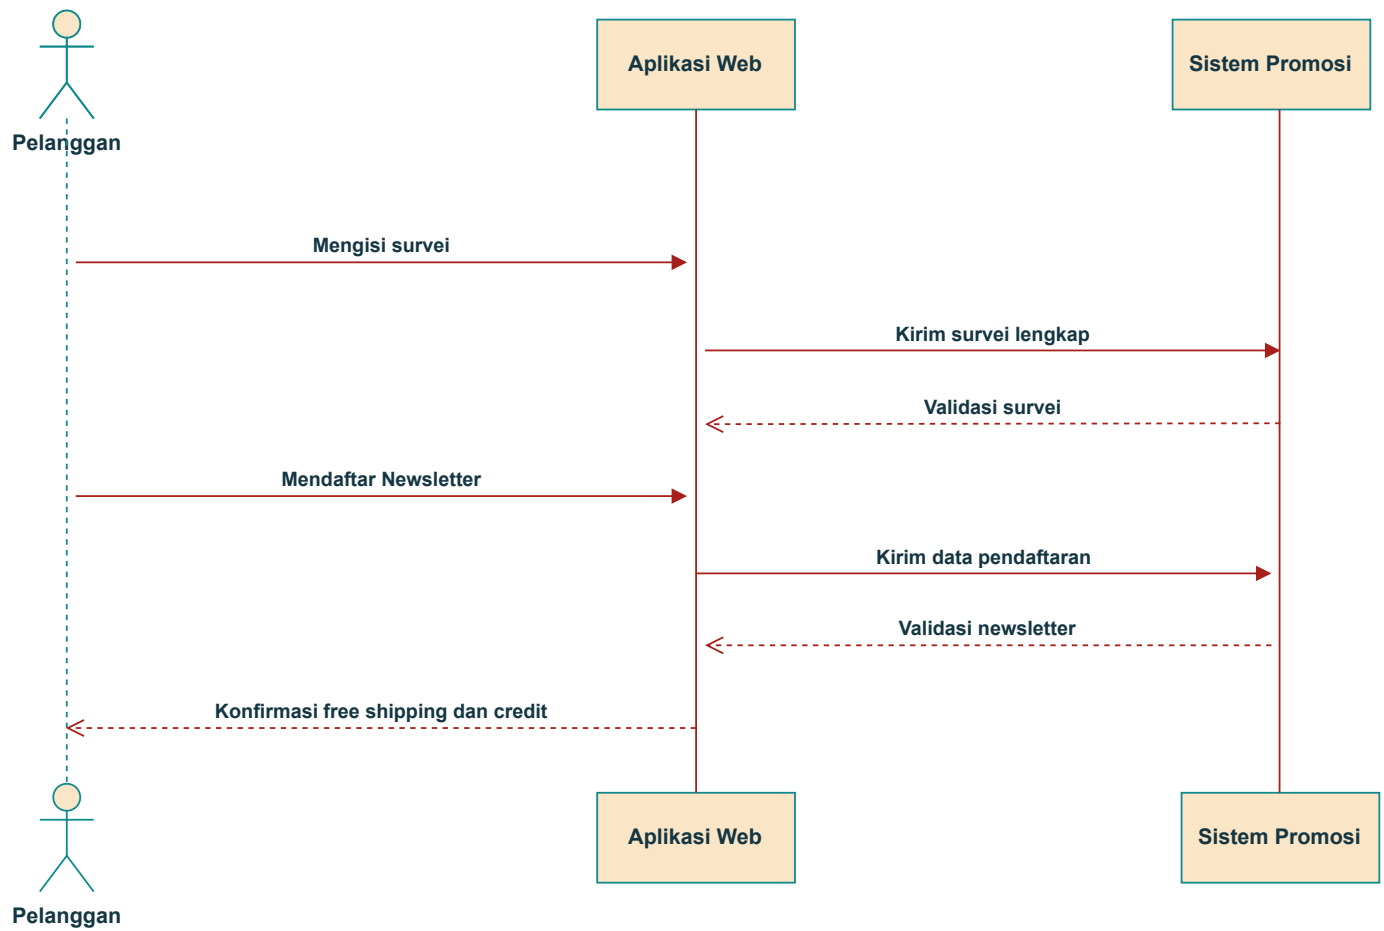 Pelanggan
Aplikasi Web
Sistem Promosi
Mengisi survei
Kirim survei lengkap
Validasi survei
Mendaftar Newsletter
Kirim data pendaftaran
Validasi newsletter
Konfirmasi free shipping dan credit
Pelanggan
Aplikasi Web
Sistem Promosi